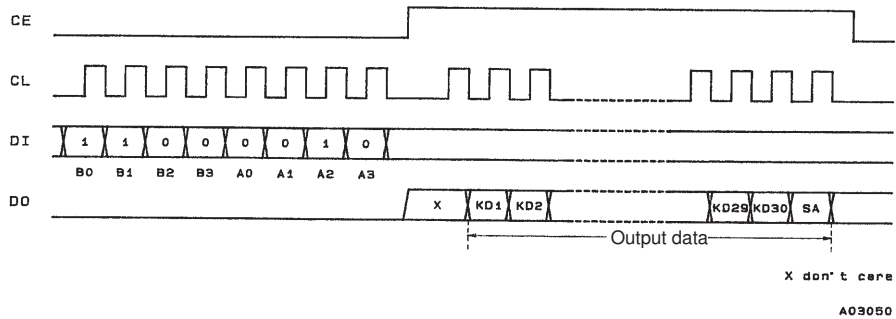 CE
CL
DI 1 1 0 0 0 0 1 0
B0 B1 B2 B3 A0 A1 A2 A3
DO X KD1 KD2 KD29 KD30 SA
Output data
X don't care
A03050